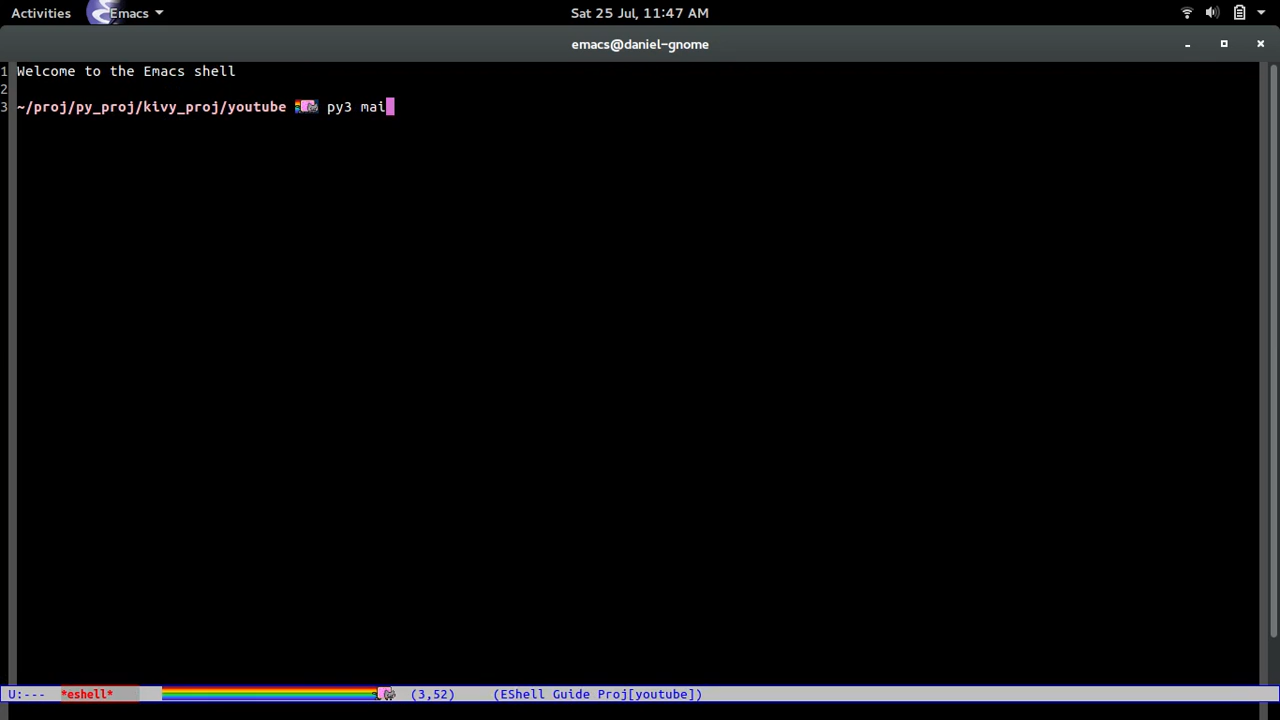 Activities Emacs Sat 25 Jul, 11:47 AM
emacs@daniel-gnome
1 Welcome to the Emacs shell
2
3 ~/proj/py_proj/kivy_proj/youtube py3 mai
U:--- *eshell* (3,52) (EShell Guide Proj[youtube])